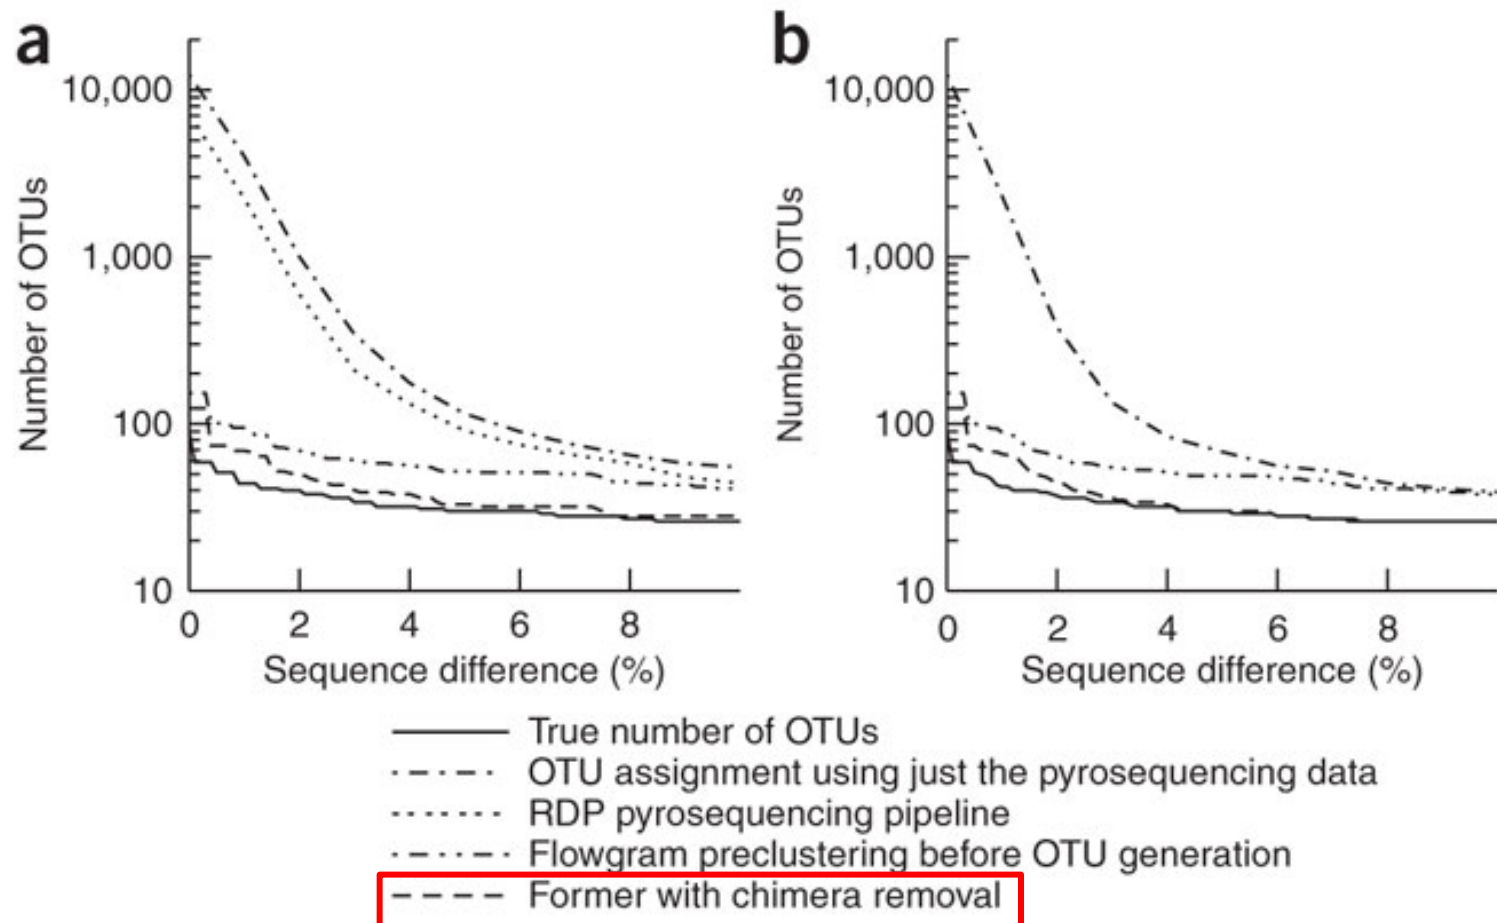 a
10,000
1,000
100
10
Number of OTUs
0 2 4 6 8
Sequence difference (%)
b
10,000
1,000
100
10
Number of OTUs
0 2 4 6 8
Sequence difference (%)
True number of OTUs
OTU assignment using just the pyrosequencing data
RDP pyrosequencing pipeline
Flowgram preclustering before OTU generation
Former with chimera removal